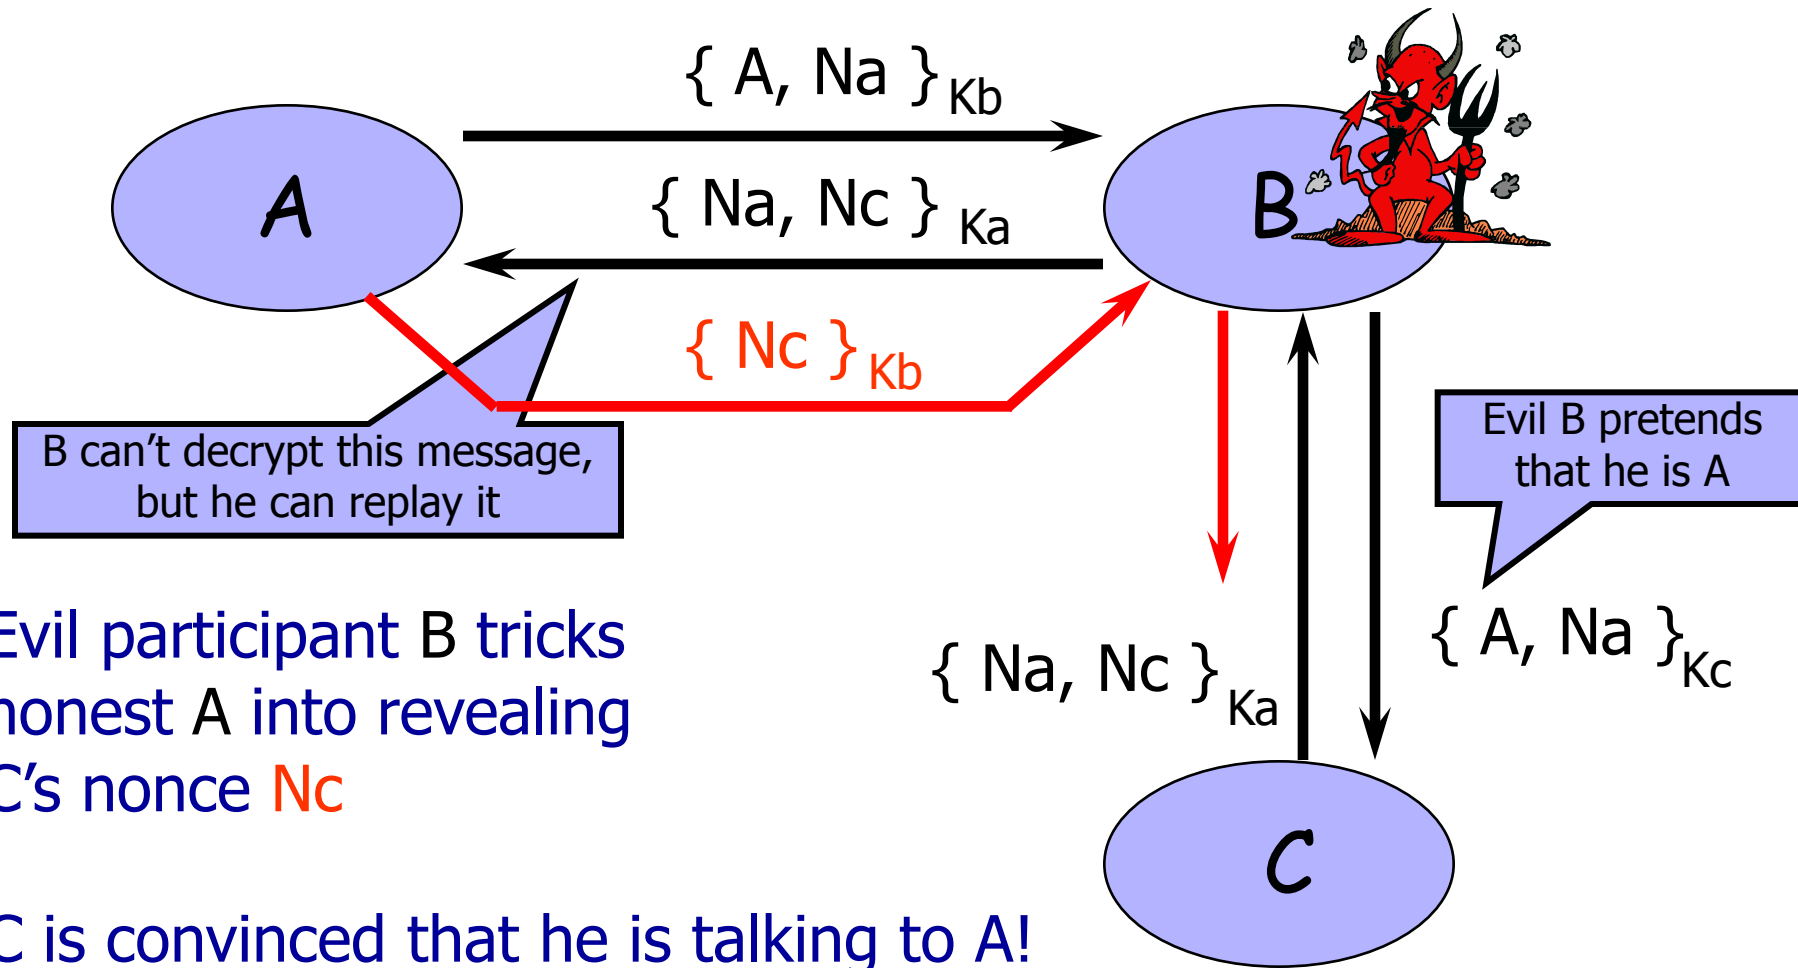 { A, Na }Kb
A
{ Na, Nc } Ka
B
{ Nc }Kb
B can't decrypt this message,
but he can replay it
Evil B pretends
that he is A
{ A, Na }Kc
{ Na, Nc }Ka
Evil participant B tricks
honest A into revealing
C's nonce Nc
C
C is convinced that he is talking to A!